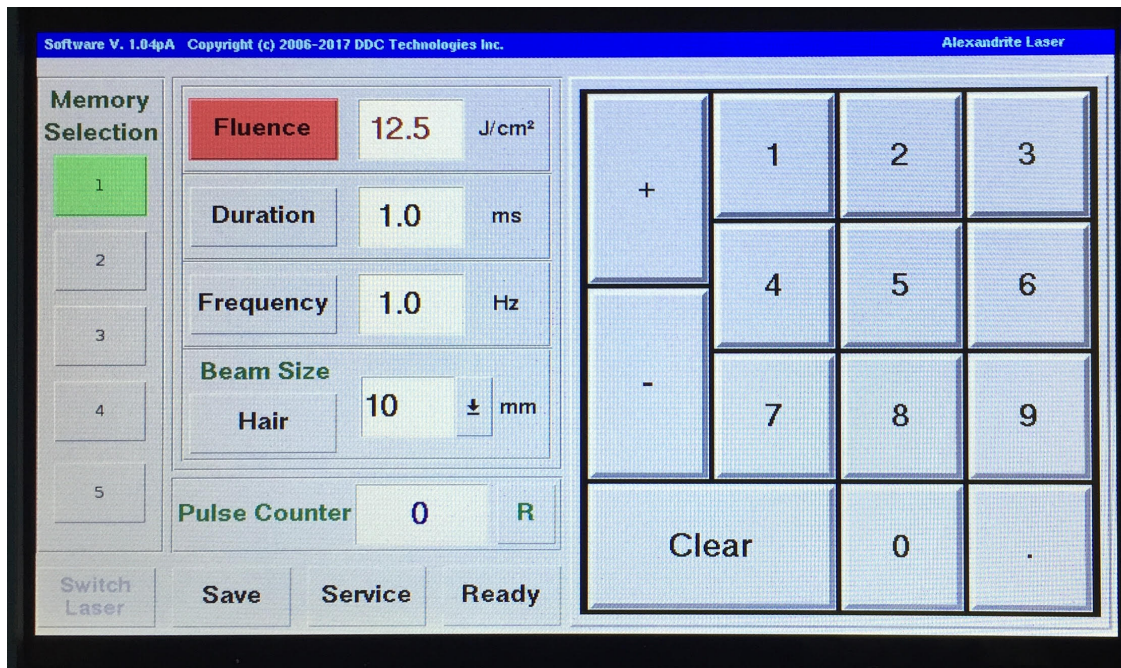 Software V. 1.04pA Copyright (c) 2006-2017 DDC Technologies Inc. Alexandrite Laser
Memory
Selection
1
2
3
4
5
Fluence 12.5 J/cm²
Duration 1.0 ms
Frequency 1.0 Hz
Beam Size
Hair 10 mm
Pulse Counter 0 R
Switch
Laser
Save Service Ready
+ 1 2 3
4 5 6
- 7 8 9
Clear 0 .